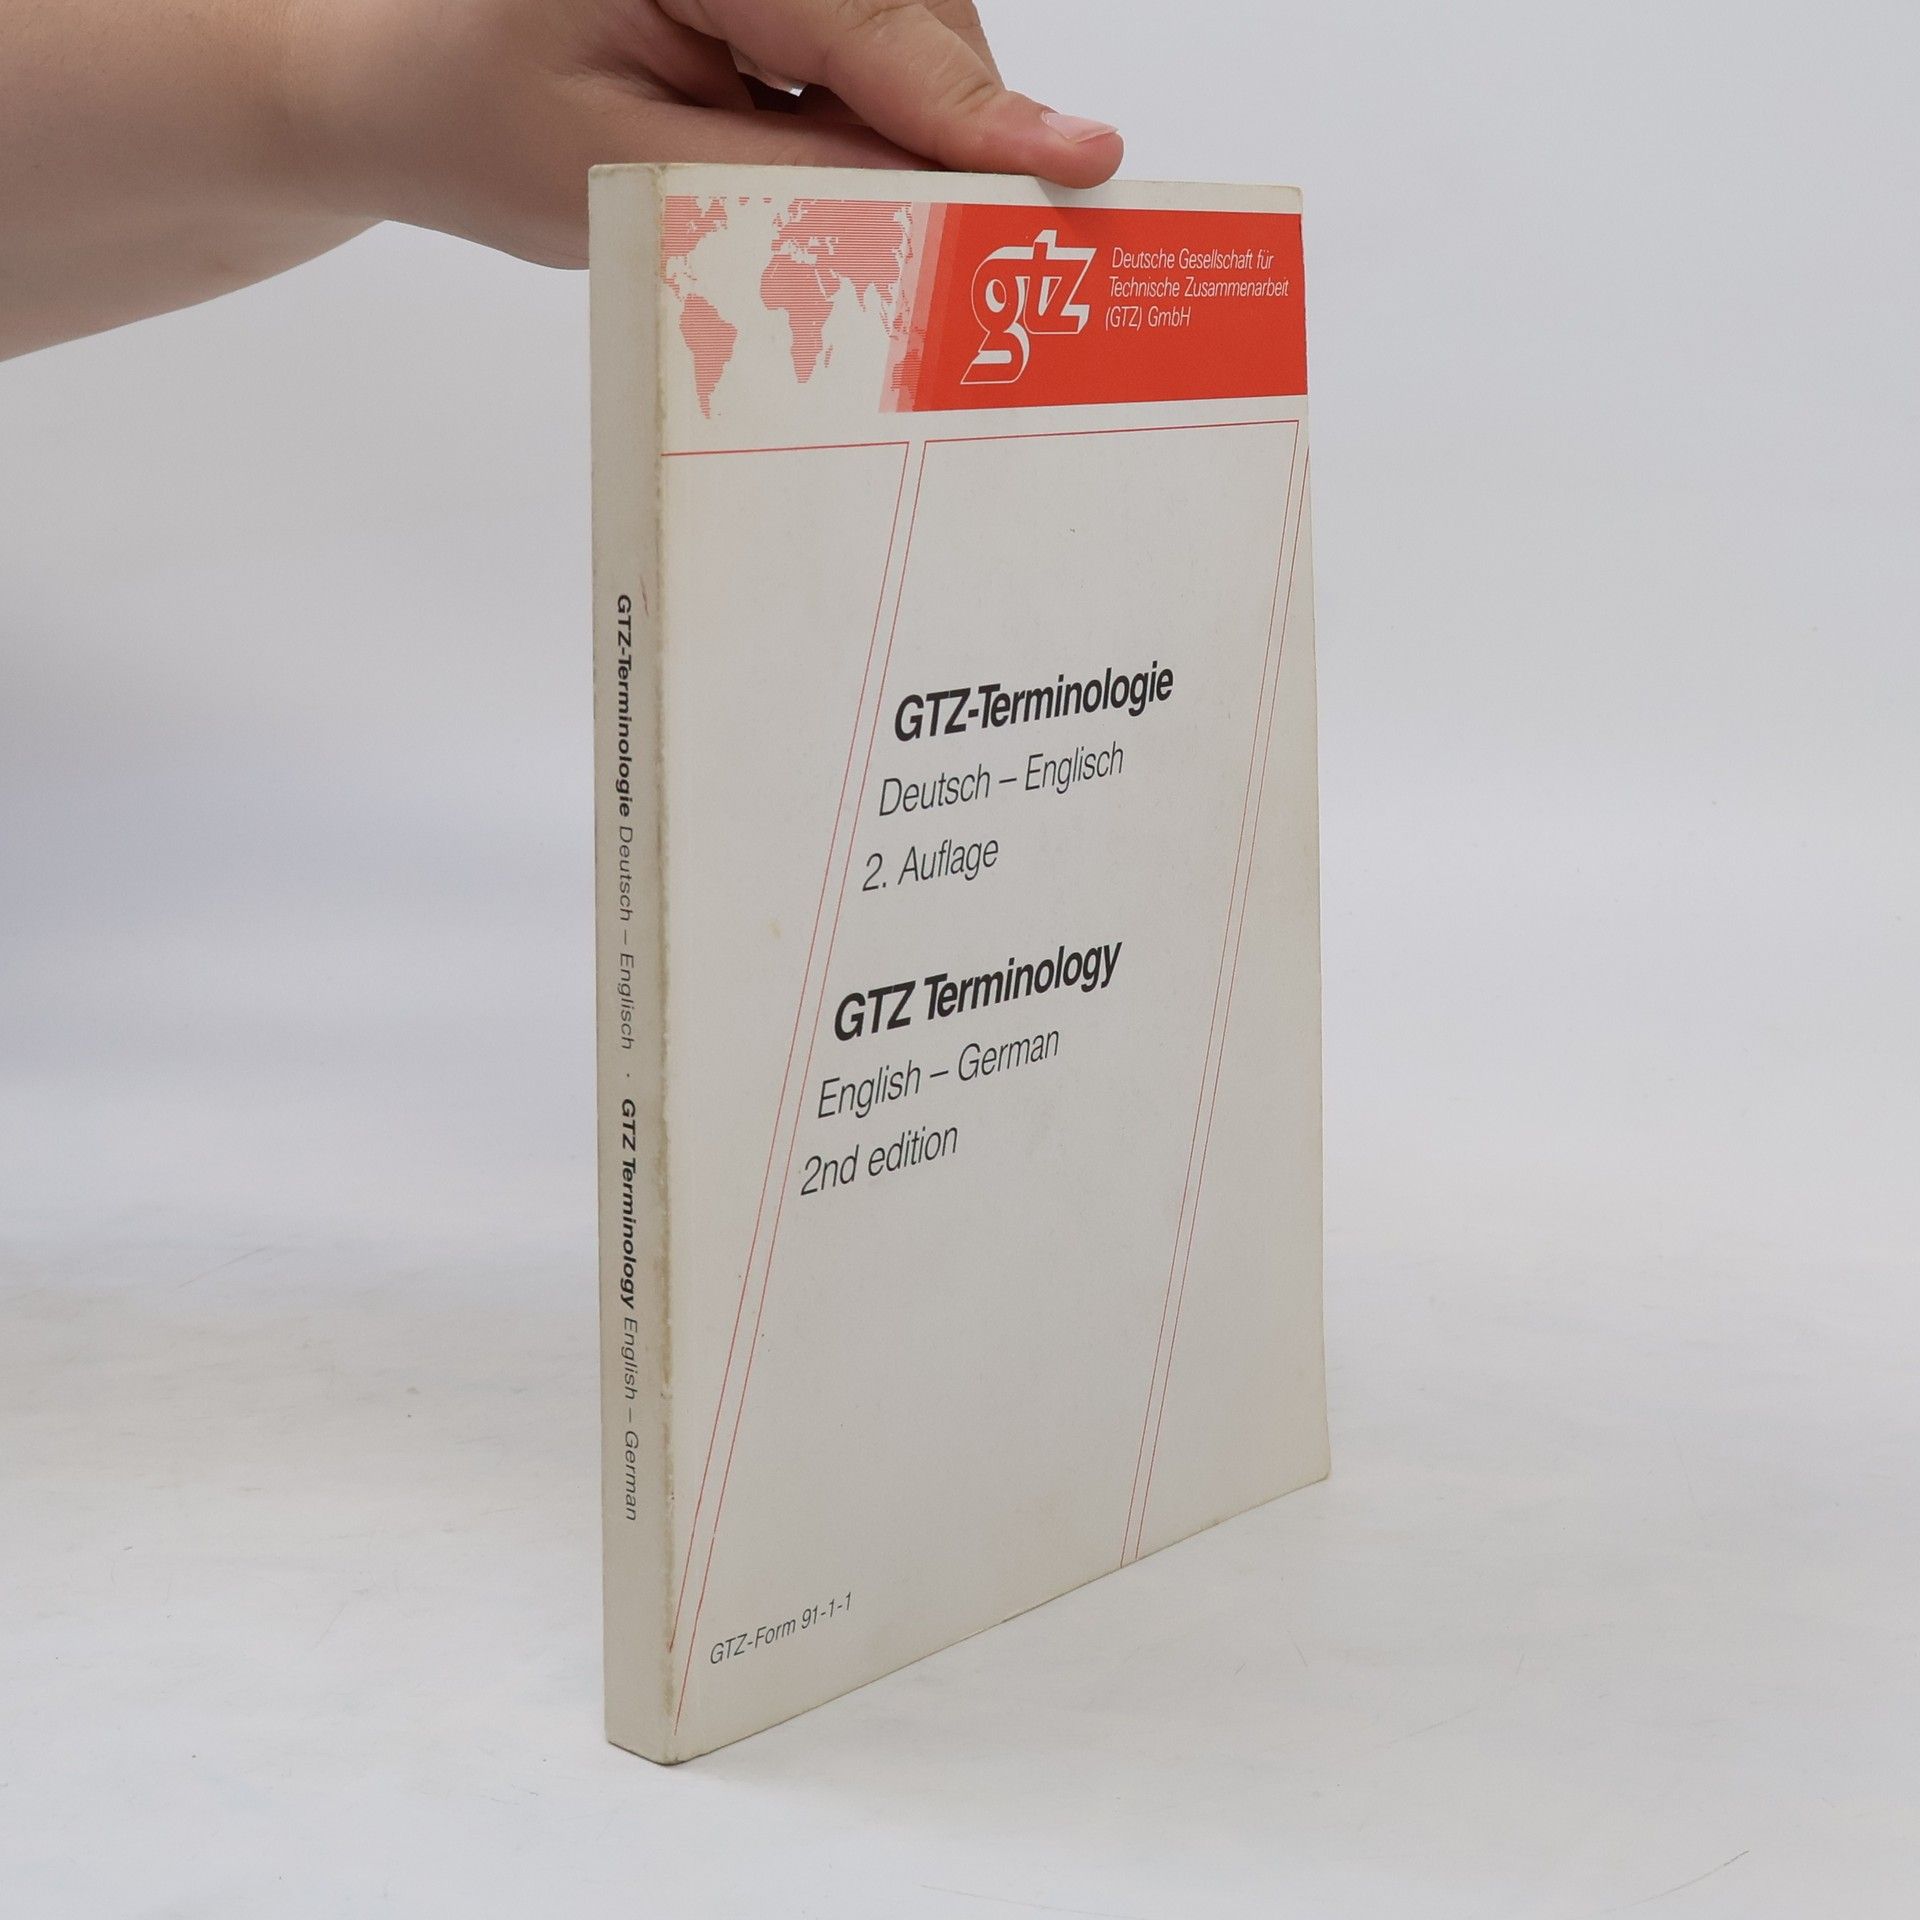 gtz
Deutsche Gesellschaft für
Technische Zusammenarbeit
(GTZ) GmbH
GTZ-Terminologie
Deutsch – Englisch
2. Auflage
GTZ Terminology
English – German
2nd edition
GTZ-Form 91-1-1
GTZ-Terminologie Deutsch – Englisch · GTZ Terminology English – German